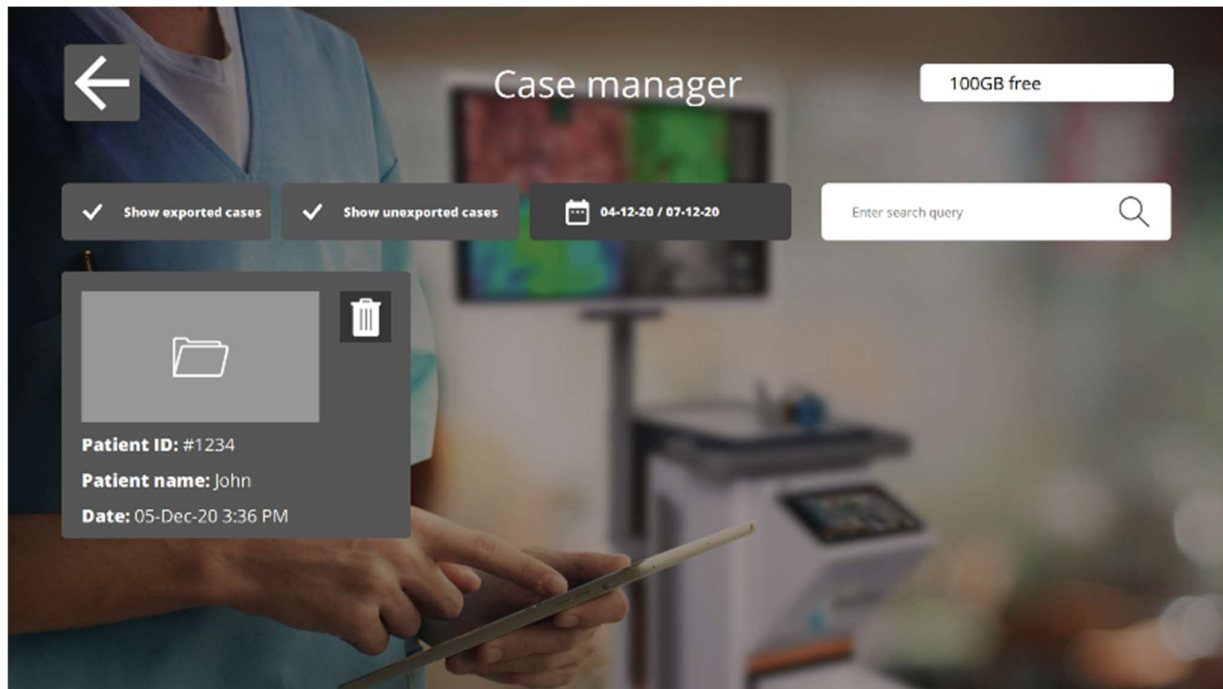 Case manager
100GB free
Show exported cases
Show unexported cases
04-12-20 / 07-12-20
Enter search query
Patient ID: #1234
Patient name: John
Date: 05-Dec-20 3:36 PM